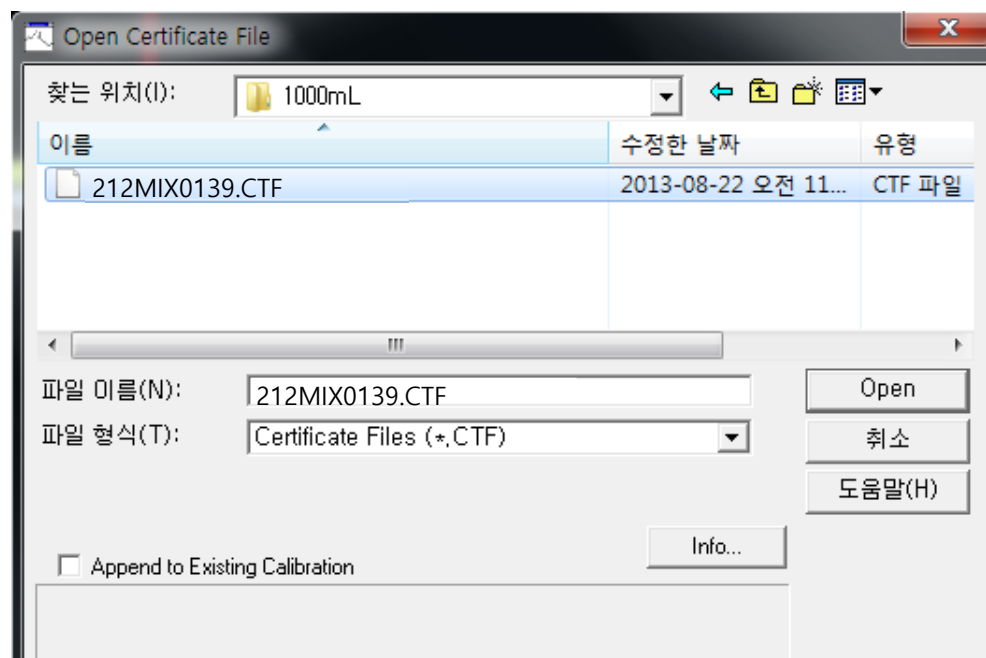 Open Certificate File
찾는 위치(I):
1000mL
이름
수정한 날짜
유형
212MIX0139.CTF
2013-08-22 오전 11...
CTF 파일
파일 이름(N):
212MIX0139.CTF
Open
파일 형식(T):
Certificate Files (*.CTF)
취소
도움말(H)
Info...
Append to Existing Calibration